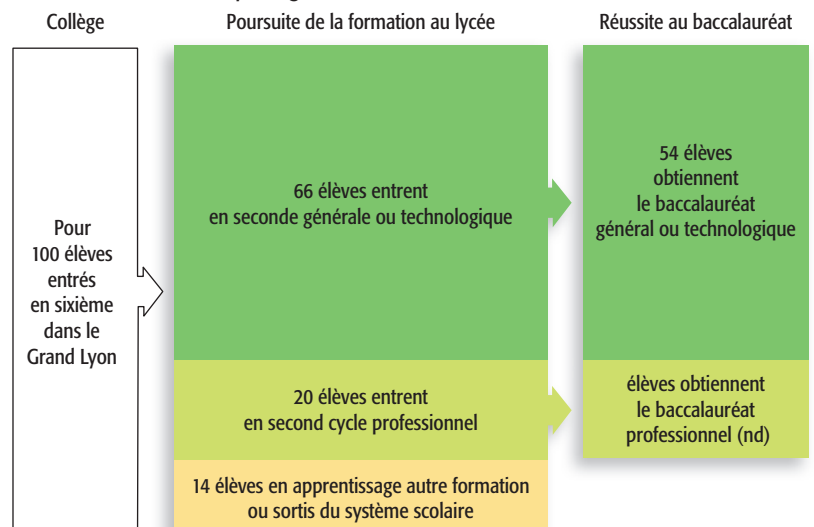 Collège
Poursuite de la formation au lycée
Réussite au baccalauréat
Pour
100 élèves
entrés
en sixième
dans le
Grand Lyon
66 élèves entrent
en seconde générale ou technologique
54 élèves
obtiennent
le baccalauréat
général ou technologique
20 élèves entrent
en second cycle professionnel
élèves obtiennent
le baccalauréat
professionnel (nd)
14 élèves en apprentissage autre formation
ou sortis du système scolaire